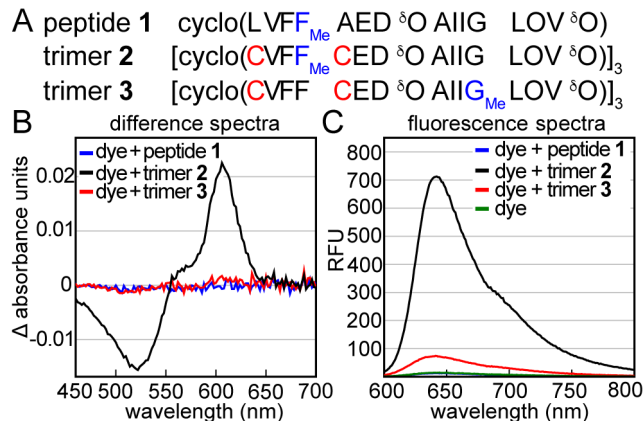 A peptide 1 cyclo(LVFFMe AED δO AIIG LOV δO)
trimer 2 [cyclo(CVFFMe CED δO AIIG LOV δO)]3
trimer 3 [cyclo(CVFF CED δO AIIGMe LOV δO)]3
B difference spectra
dye + peptide 1
dye + trimer 2
dye + trimer 3
Δ absorbance units
0.02
0.01
0
-0.01
450 500 550 600 650 700
wavelength (nm)
C fluorescence spectra
dye + peptide 1
dye + trimer 2
dye + trimer 3
dye
RFU
800
700
600
500
400
300
200
100
600 650 700 750 800
wavelength (nm)